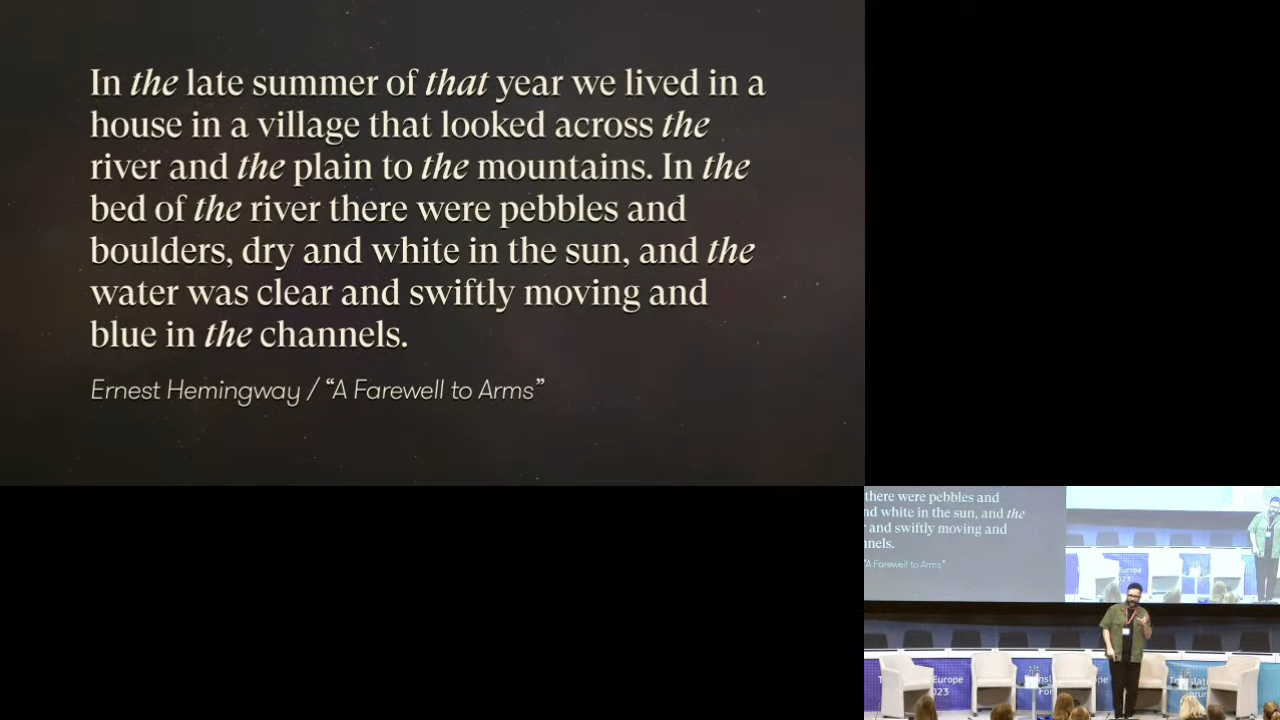 In the late summer of that year we lived in a
house in a village that looked across the
river and the plain to the mountains. In the
bed of the river there were pebbles and
boulders, dry and white in the sun, and the
water was clear and swiftly moving and
blue in the channels.
Ernest Hemingway / “A Farewell to Arms”
there were pebbles and
nd white in the sun, and the
and swiftly moving and
nnels.
“A Farewell to Arms”
Europe
Europe
023